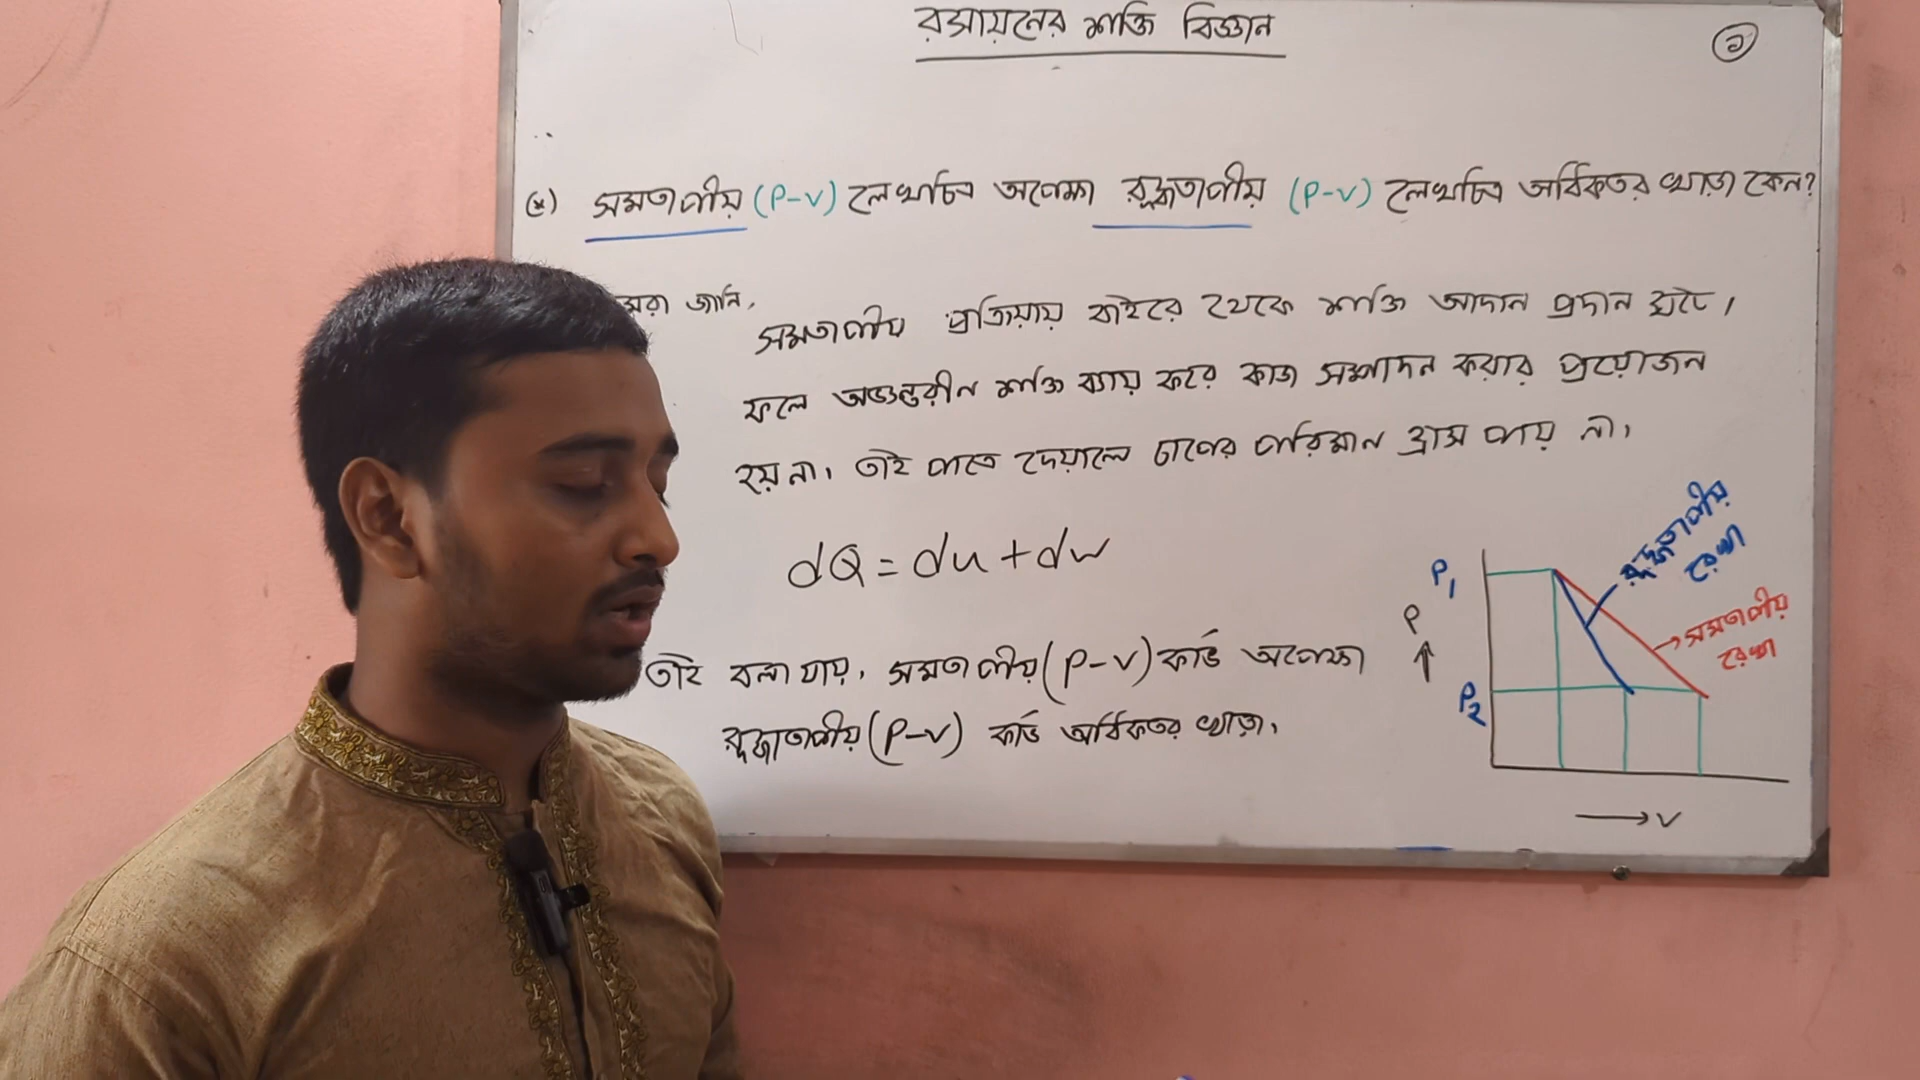 রসায়নের শক্তি বিজ্ঞান
১
(*) সমতাপীয় (P-V) লেখচিত্র অপেক্ষা রুদ্ধতাপীয় (P-V) লেখচিত্র অধিকতর খাড়া কেন?
মরা জানি,
সমতাপীয় প্রক্রিয়ায় বাইরে থেকে শক্তি আদান প্রদান ঘটে।
ফলে অভ্যন্তরীন শক্তি ব্যায় করে কাজ সম্পাদন করার প্রয়োজন
হয় না। তাই পাত্রে দেয়ালে চাপের পরিমান হ্রাস পায় না।
dQ = du + dw
তাই বলা যায়, সমতাপীয় (P-V) কার্ভ অপেক্ষা
রুদ্ধতাপীয় (P-V) কার্ভ অধিকতর খাড়া।
রুদ্ধতাপীয়
রেখা
P₁
P
সমতাপীয়
রেখা
P₂
V